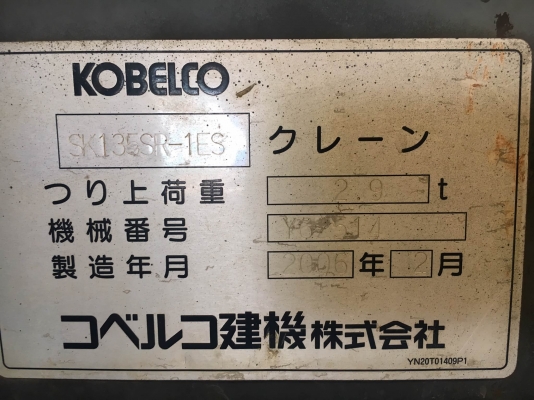 KOBELCO
SK135SR-1ES クレーン
つり上荷重 2.9 t
機械番号
製造年月 2006 年 2 月
コベルコ建機株式会社
YN20T01409P1